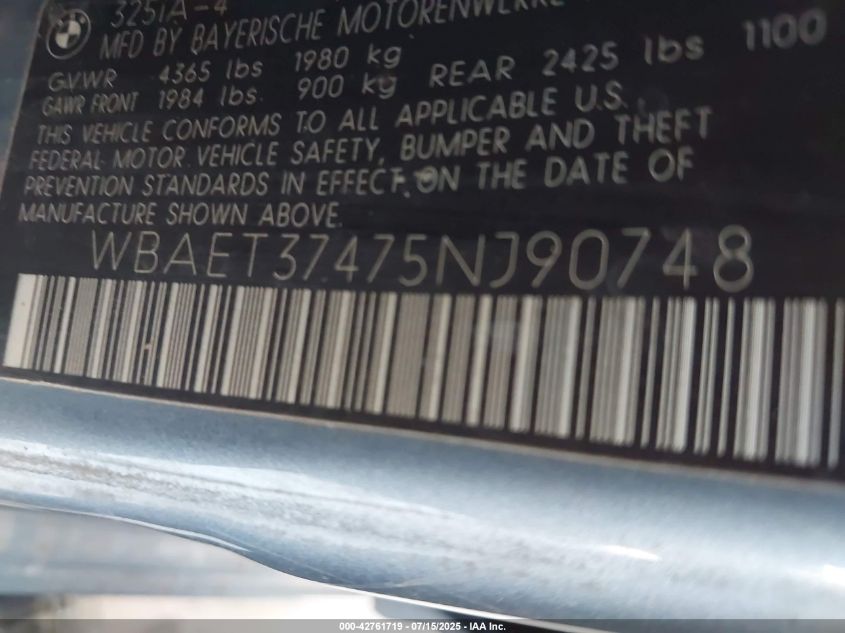 325IA-4
MFD BY BAYERISCHE MOTORENWERKE
GVWR 4365 lbs 1980 kg
GAWR FRONT 1984 lbs. 900 kg REAR 2425 lbs 1100
THIS VEHICLE CONFORMS TO ALL APPLICABLE U.S.
FEDERAL MOTOR VEHICLE SAFETY, BUMPER AND THEFT
PREVENTION STANDARDS IN EFFECT ON THE DATE OF
MANUFACTURE SHOWN ABOVE
WBAET37475NJ90748
000-42761719 - 07/15/2025 - IAA Inc.